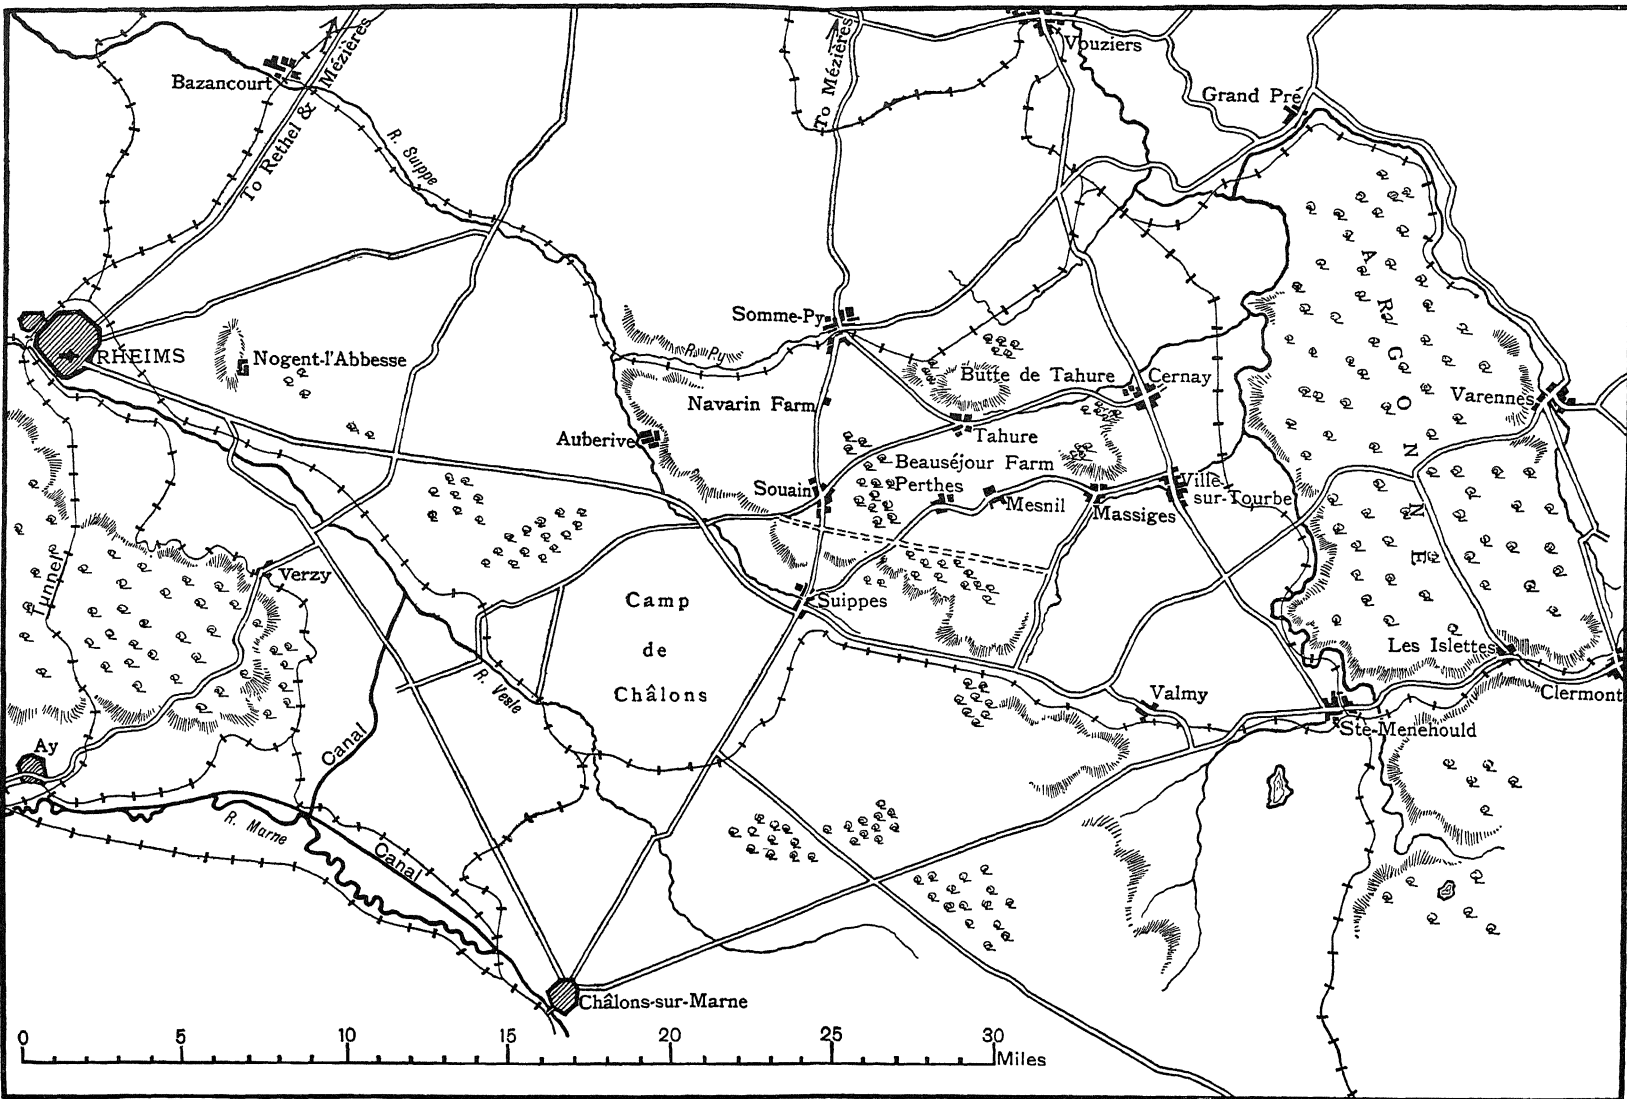 Vouziers
To Mézières
To Rethel & Mézières
Bazancourt
Grand Pré
R. Suippe
ARGONNE
Somme-Py
R. Py
RHEIMS
Nogent-l'Abbesse
Butte de Tahure
Cernay
Navarin Farm
Varennes
Auberive
Tahure
Beauséjour Farm
Souain
Perthes
Mesnil
Massiges
Ville
sur-Tourbe
Tunnel
Verzy
Camp
de
Châlons
Suippes
Les Islettes
Clermont
R. Vesle
Valmy
Ste-Menehould
Canal
Ay
R. Marne
Canal
Châlons-sur-Marne
0 5 10 15 20 25 30 Miles